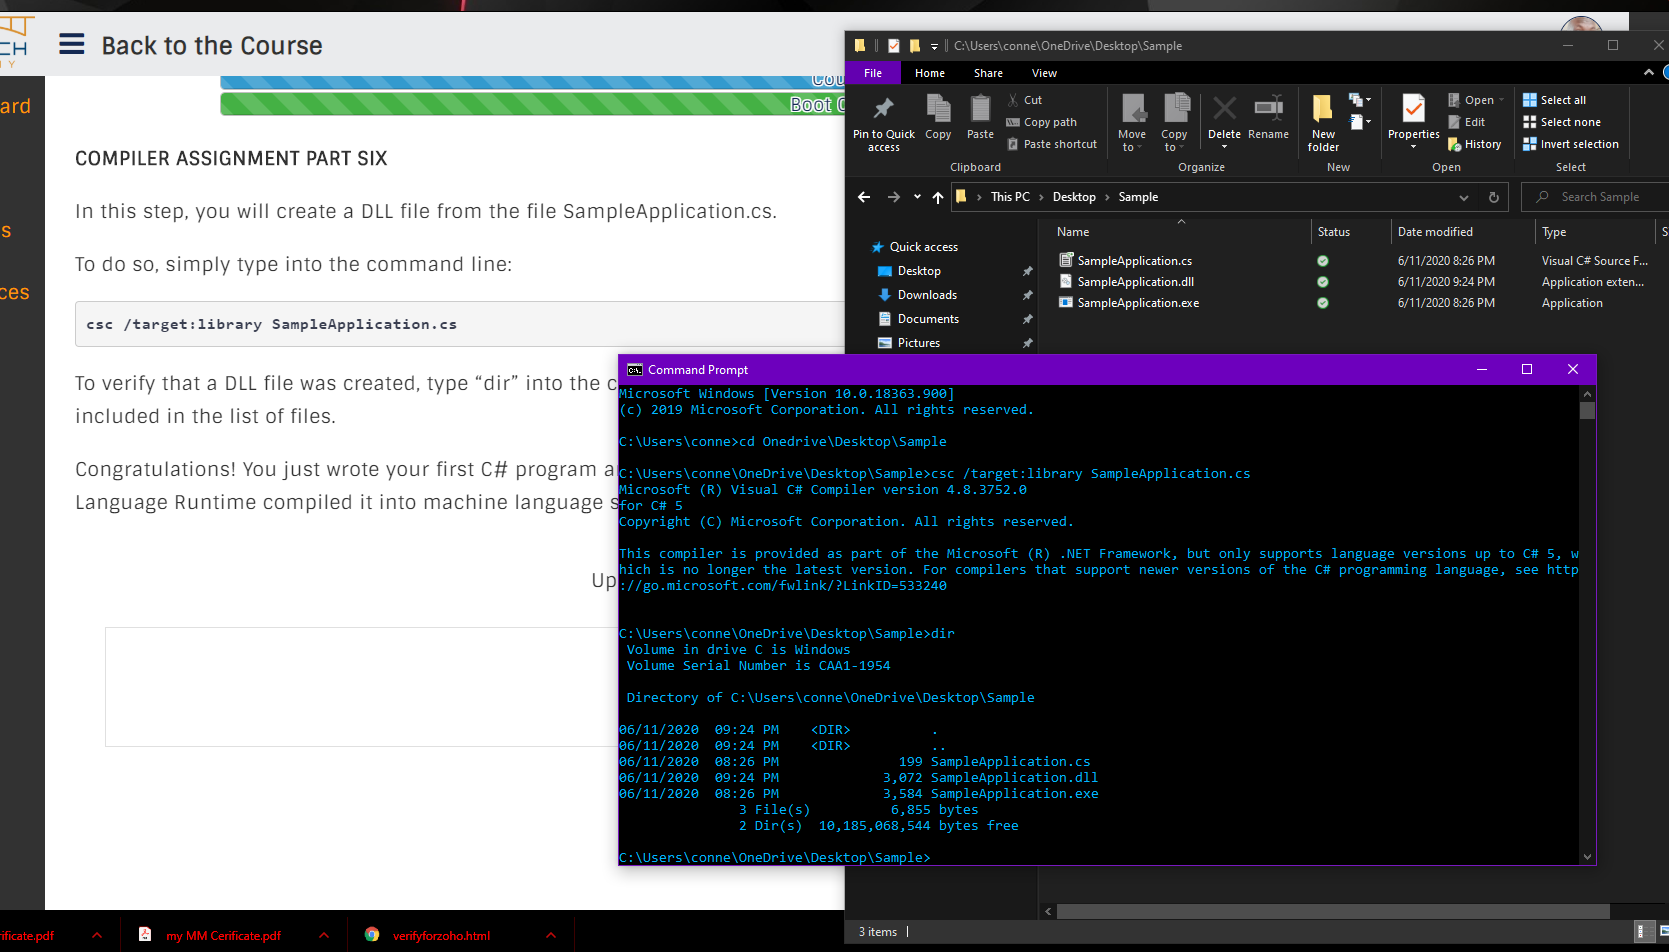 CH
Y
Back to the Course
Cou
Boot C
ard
s
ces
COMPILER ASSIGNMENT PART SIX
In this step, you will create a DLL file from the file SampleApplication.cs.
To do so, simply type into the command line:
csc /target:library SampleApplication.cs
To verify that a DLL file was created, type “dir” into the c
included in the list of files.
Congratulations! You just wrote your first C# program a
Language Runtime compiled it into machine language s
Up
C:\Users\conne\OneDrive\Desktop\Sample
File Home Share View
Pin to Quick access
Copy
Paste
Cut
Copy path
Paste shortcut
Clipboard
Move to
Copy to
Delete
Rename
Organize
New folder
New
Properties
Open
Edit
History
Open
Select all
Select none
Invert selection
Select
This PC > Desktop > Sample
Search Sample
Quick access
Desktop
Downloads
Documents
Pictures
Name Status Date modified Type S
SampleApplication.cs 6/11/2020 8:26 PM Visual C# Source F...
SampleApplication.dll 6/11/2020 9:24 PM Application exten...
SampleApplication.exe 6/11/2020 8:26 PM Application
Command Prompt
Microsoft Windows [Version 10.0.18363.900]
(c) 2019 Microsoft Corporation. All rights reserved.
C:\Users\conne>cd Onedrive\Desktop\Sample
C:\Users\conne\OneDrive\Desktop\Sample>csc /target:library SampleApplication.cs
Microsoft (R) Visual C# Compiler version 4.8.3752.0
for C# 5
Copyright (C) Microsoft Corporation. All rights reserved.
This compiler is provided as part of the Microsoft (R) .NET Framework, but only supports language versions up to C# 5, w
hich is no longer the latest version. For compilers that support newer versions of the C# programming language, see http
://go.microsoft.com/fwlink/?LinkID=533240
C:\Users\conne\OneDrive\Desktop\Sample>dir
Volume in drive C is Windows
Volume Serial Number is CAA1-1954
Directory of C:\Users\conne\OneDrive\Desktop\Sample
06/11/2020 09:24 PM <DIR> .
06/11/2020 09:24 PM <DIR> ..
06/11/2020 08:26 PM 199 SampleApplication.cs
06/11/2020 09:24 PM 3,072 SampleApplication.dll
06/11/2020 08:26 PM 3,584 SampleApplication.exe
3 File(s) 6,855 bytes
2 Dir(s) 10,185,068,544 bytes free
C:\Users\conne\OneDrive\Desktop\Sample>
3 items
ificate.pdf
my MM Cerificate.pdf
verifyforzoho.html